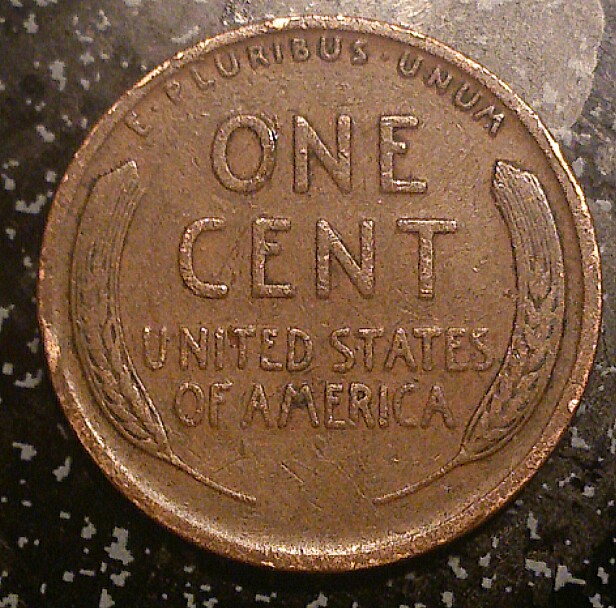 E·PLURIBUS·UNUM
ONE
CENT
UNITED STATES
OF AMERICA